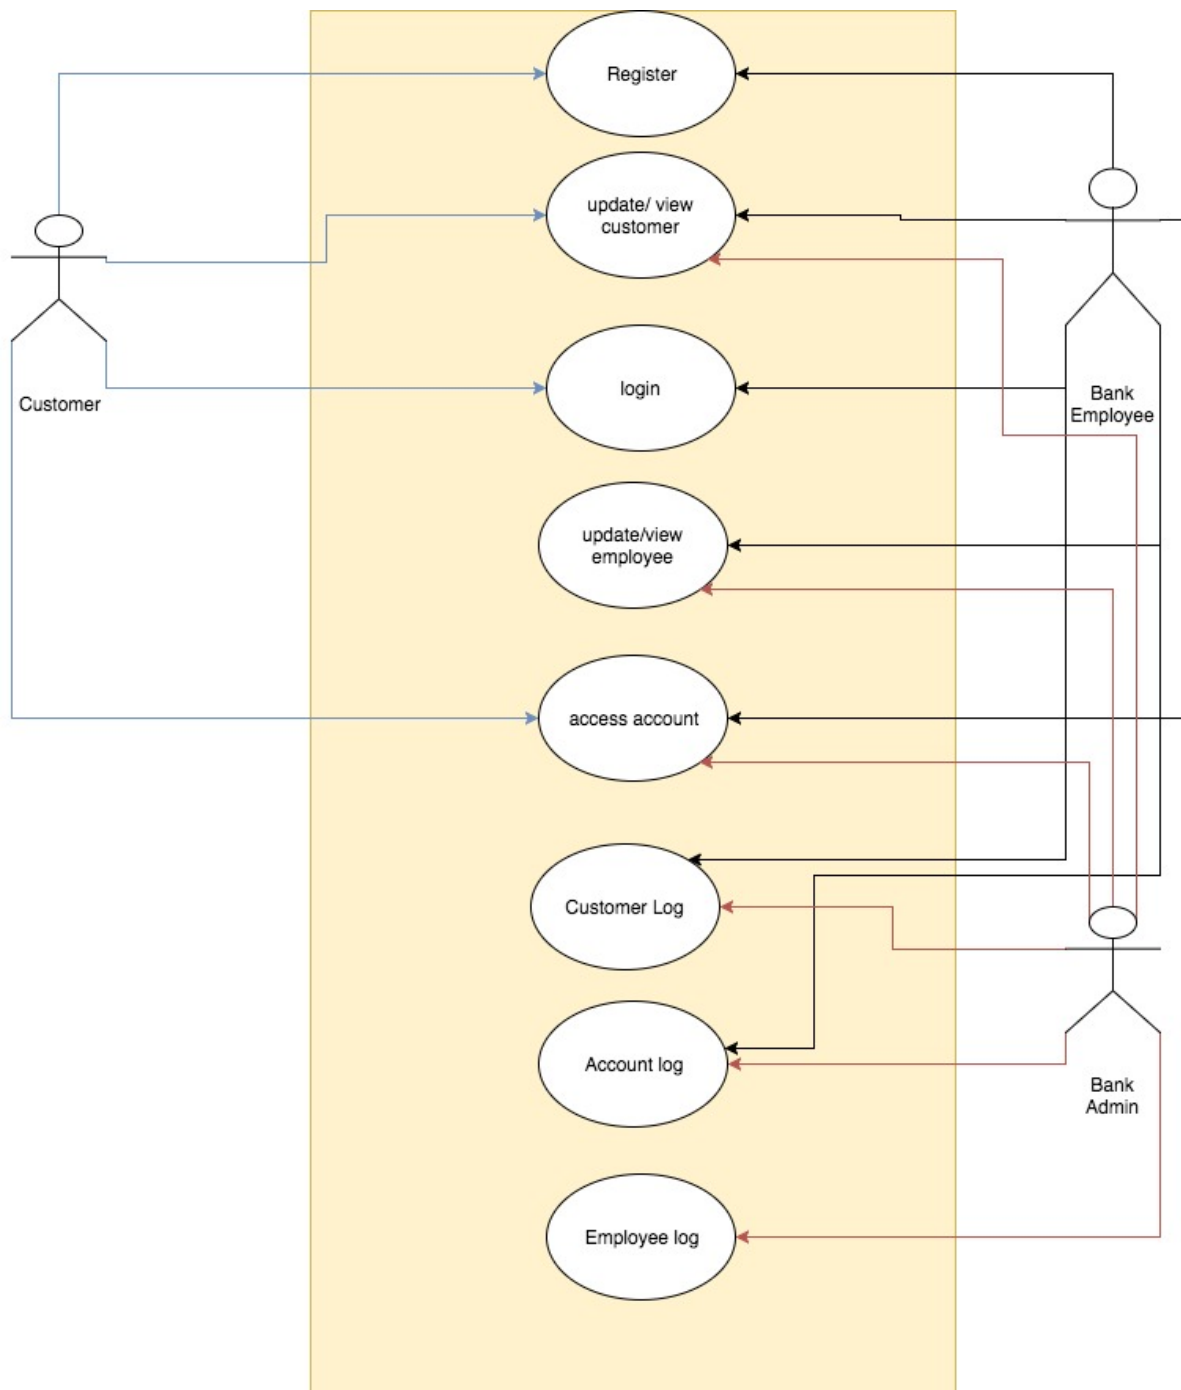 Register
update/ view
customer
login
Customer
Bank
Employee
update/view
employee
access account
Customer Log
Account log
Bank
Admin
Employee log